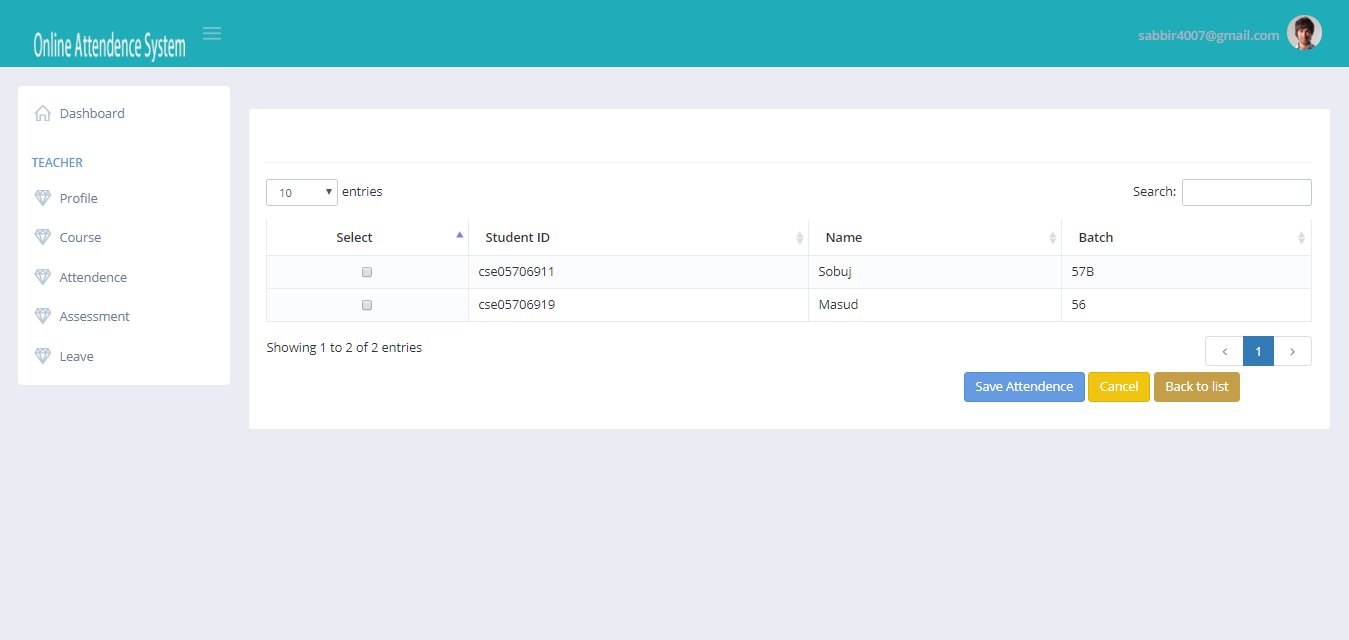 Online Attendence System
sabbir4007@gmail.com
Dashboard
TEACHER
Profile
Course
Attendence
Assessment
Leave
10 entries Search:
Select Student ID Name Batch
cse05706911 Sobuj 57B
cse05706919 Masud 56
Showing 1 to 2 of 2 entries
‹ 1 ›
Save Attendence Cancel Back to list